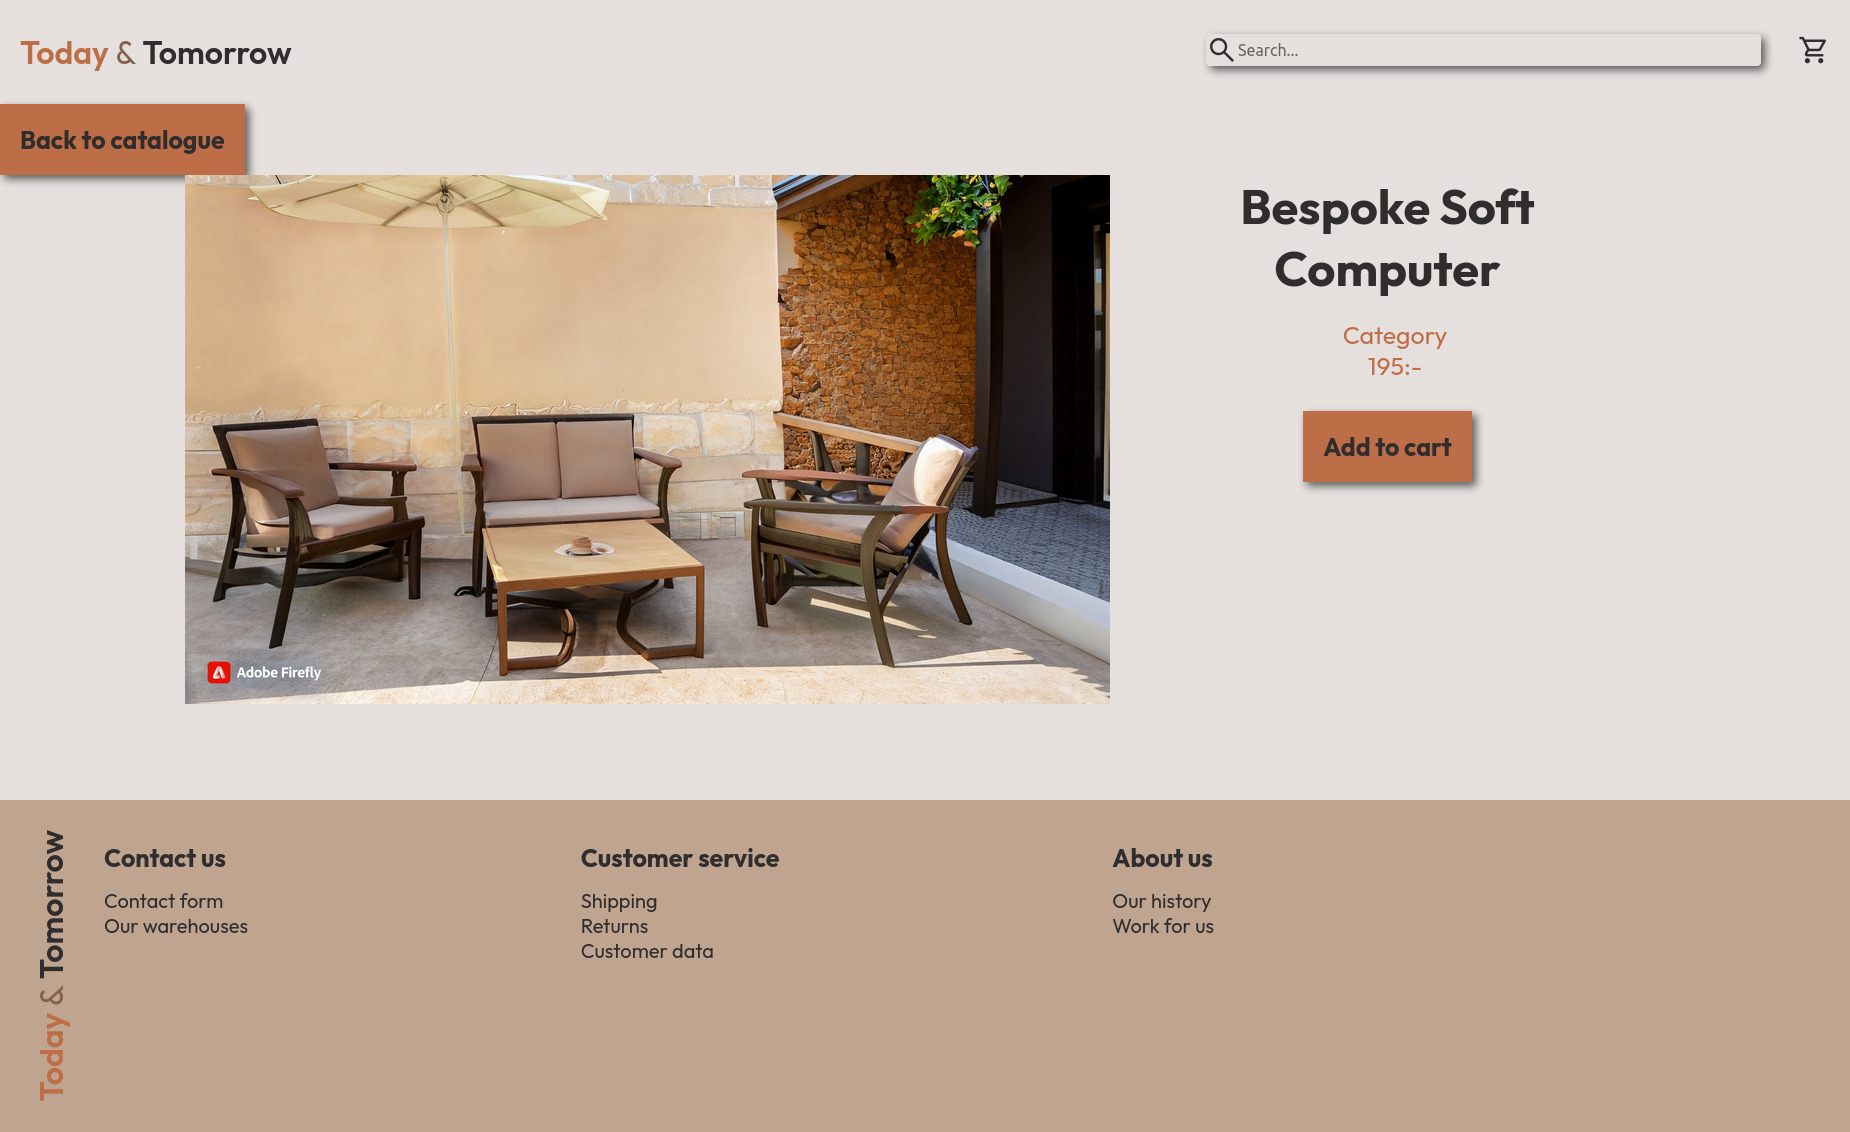 Today & Tomorrow
Search...
Back to catalogue
Bespoke Soft
Computer
Category
195:-
Add to cart
Adobe Firefly
Today & Tomorrow
Contact us
Contact form
Our warehouses
Customer service
Shipping
Returns
Customer data
About us
Our history
Work for us